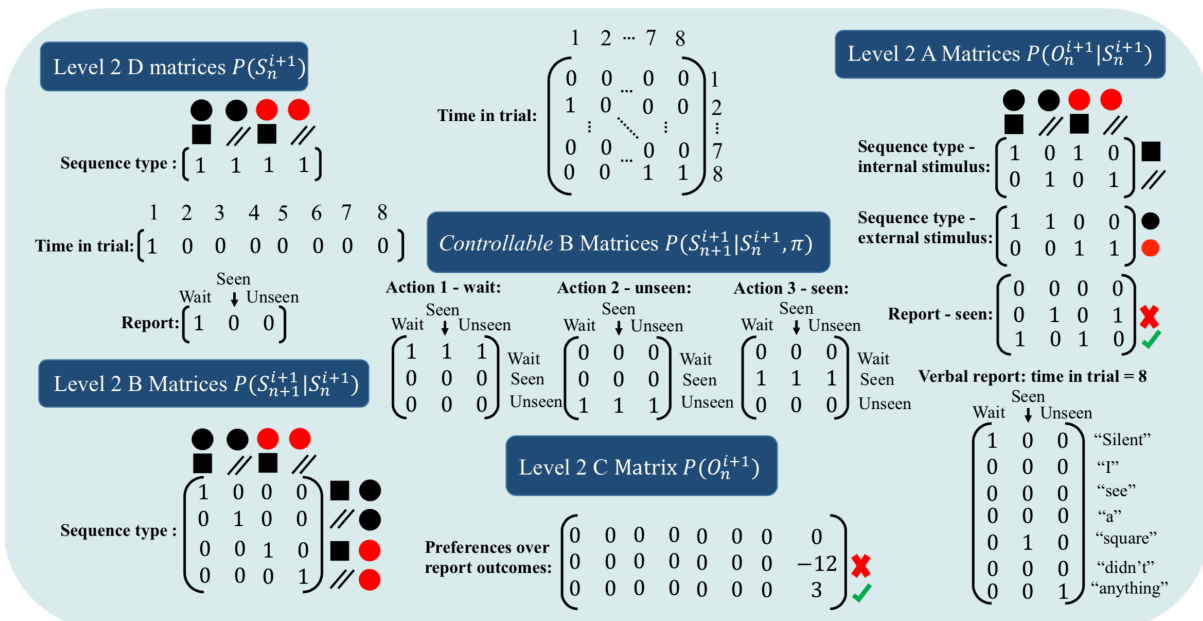 Level 2 D matrices P(S_n^{i+1})
Sequence type :
1 1 1 1
1 2 3 4 5 6 7 8
Time in trial:
1 0 0 0 0 0 0 0
Seen
Wait Unseen
Report:
1 0 0
Level 2 B Matrices P(S_{n+1}^{i+1}|S_n^{i+1})
Sequence type :
1 0 0 0
0 1 0 0
0 0 1 0
0 0 0 1
1 2 ... 7 8
Time in trial:
0 0 ... 0 0 1
1 0 0 0 2
⋮ ⋱ ⋮ ⋮
0 0 ... 0 0 7
0 0 1 1 8
Controllable B Matrices P(S_{n+1}^{i+1}|S_n^{i+1}, π)
Action 1 - wait:
Seen
Wait Unseen
1 1 1 Wait
0 0 0 Seen
0 0 0 Unseen
Action 2 - unseen:
Seen
Wait Unseen
0 0 0 Wait
0 0 0 Seen
1 1 1 Unseen
Action 3 - seen:
Seen
Wait Unseen
0 0 0 Wait
1 1 1 Seen
0 0 0 Unseen
Level 2 C Matrix P(O_n^{i+1})
Preferences over
report outcomes:
0 0 0 0 0 0 0 0
0 0 0 0 0 0 0 −12
0 0 0 0 0 0 0 3
Level 2 A Matrices P(O_n^{i+1}|S_n^{i+1})
Sequence type -
internal stimulus:
1 0 1 0
0 1 0 1
Sequence type -
external stimulus:
1 1 0 0
0 0 1 1
Report - seen:
0 0 0 0
0 1 0 1
1 0 1 0
Verbal report: time in trial = 8
Seen
Wait Unseen
1 0 0 “Silent”
0 0 0 “I”
0 0 0 “see”
0 0 0 “a”
0 1 0 “square”
0 0 0 “didn’t”
0 0 1 “anything”